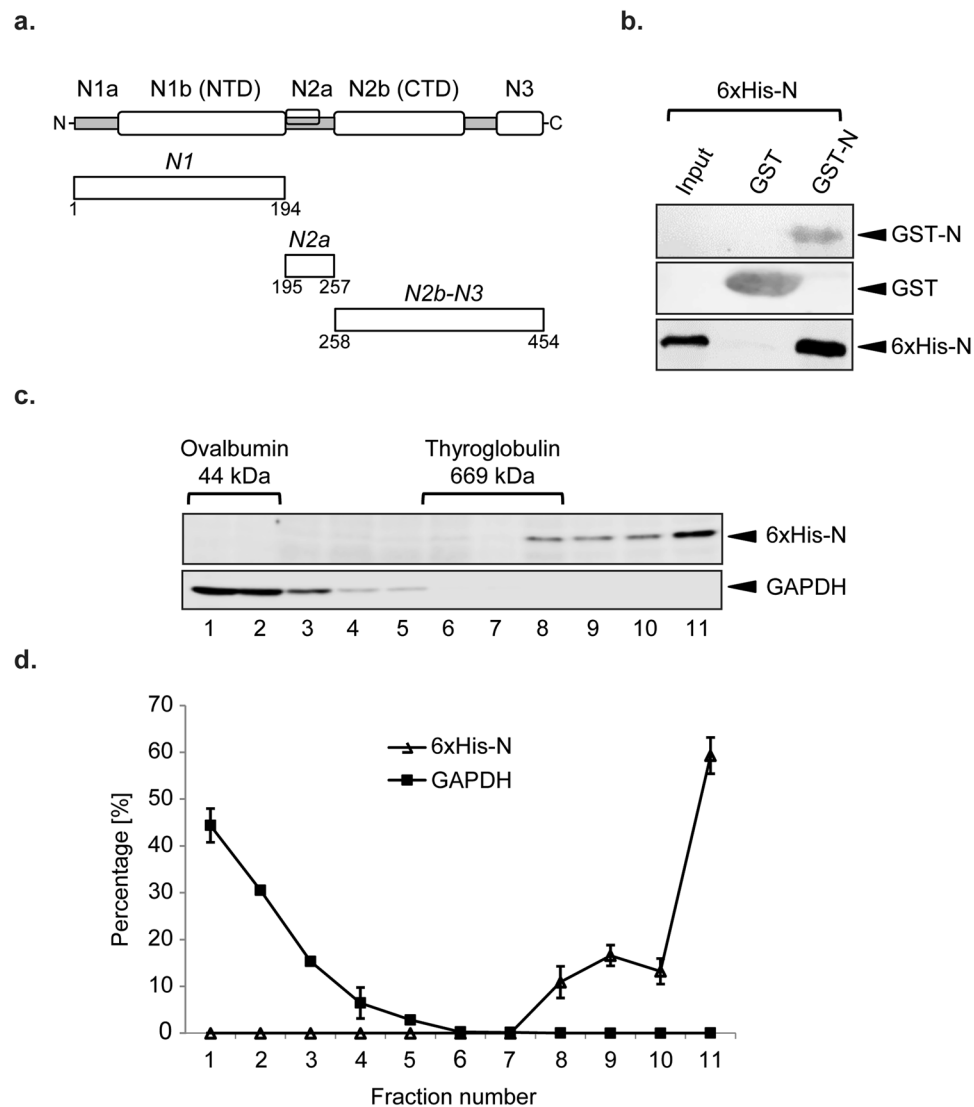 a.
N1a N1b (NTD) N2a N2b (CTD) N3
N C
N1
1 194
N2a
195 257
N2b-N3
258 454
b.
6xHis-N
Input GST GST-N
GST-N
GST
6xHis-N
c.
Ovalbumin Thyroglobulin
44 kDa 669 kDa
6xHis-N
GAPDH
1 2 3 4 5 6 7 8 9 10 11
d.
70
60
50
40
30
20
10
0
Percentage [%]
6xHis-N
GAPDH
1 2 3 4 5 6 7 8 9 10 11
Fraction number